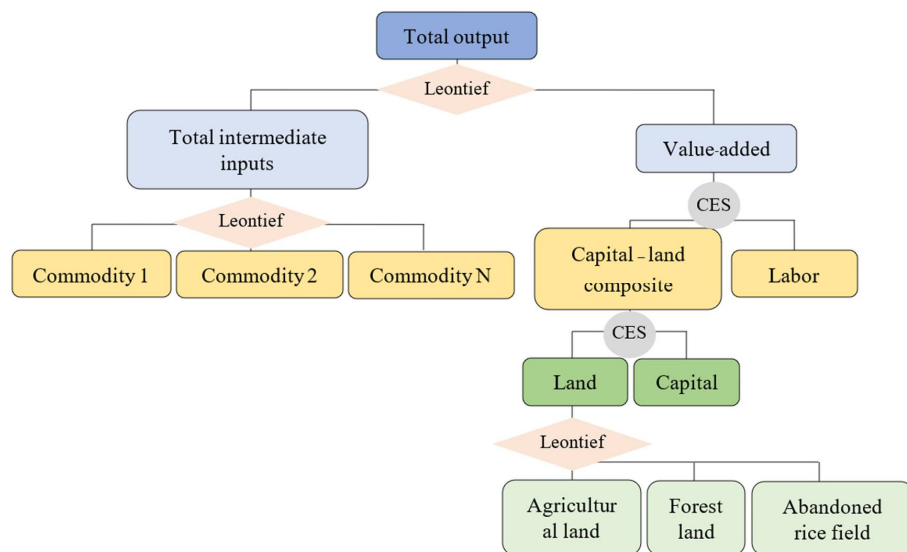 Total output
Leontief
Total intermediate
inputs
Value-added
Leontief
CES
Commodity 1
Commodity 2
Commodity N
Capital – land
composite
Labor
CES
Land
Capital
Leontief
Agricultur
al land
Forest
land
Abandoned
rice field